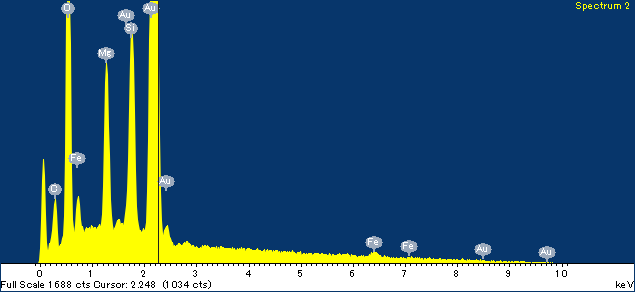 Spectrum 2
O Au Au
Si
Mg
Fe
Au
O
Fe Fe Au Au
0 1 2 3 4 5 6 7 8 9 10
Full Scale 1688 cts Cursor: 2.248 (1034 cts) keV